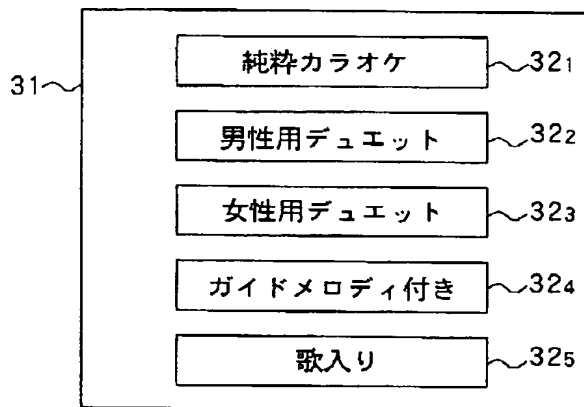 純粋カラオケ 32₁
31
男性用デュエット 32₂
女性用デュエット 32₃
ガイドメロディ付き 32₄
歌入り 32₅